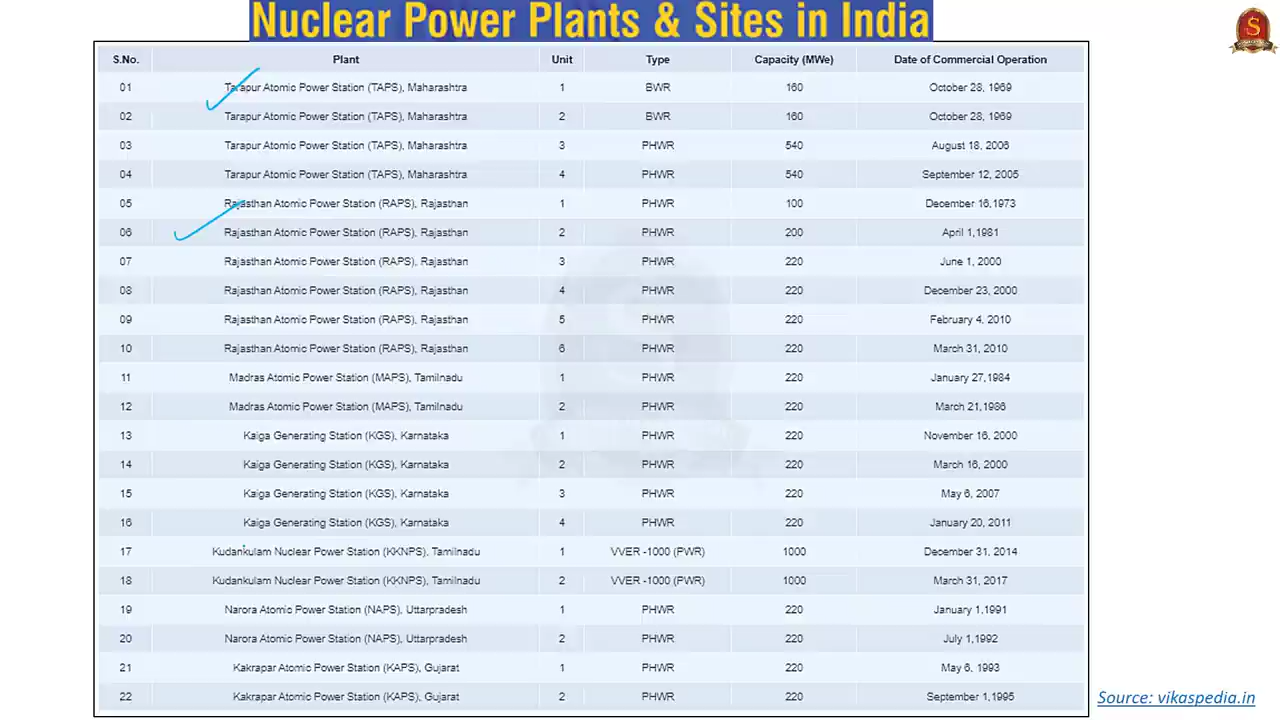 Nuclear Power Plants & Sites in India
S
S.No. Plant Unit Type Capacity (MWe) Date of Commercial Operation
01 Tarapur Atomic Power Station (TAPS), Maharashtra 1 BWR 160 October 28, 1969
02 Tarapur Atomic Power Station (TAPS), Maharashtra 2 BWR 160 October 28, 1969
03 Tarapur Atomic Power Station (TAPS), Maharashtra 3 PHWR 540 August 18, 2006
04 Tarapur Atomic Power Station (TAPS), Maharashtra 4 PHWR 540 September 12, 2005
05 Rajasthan Atomic Power Station (RAPS), Rajasthan 1 PHWR 100 December 16,1973
06 Rajasthan Atomic Power Station (RAPS), Rajasthan 2 PHWR 200 April 1,1981
07 Rajasthan Atomic Power Station (RAPS), Rajasthan 3 PHWR 220 June 1, 2000
08 Rajasthan Atomic Power Station (RAPS), Rajasthan 4 PHWR 220 December 23, 2000
09 Rajasthan Atomic Power Station (RAPS), Rajasthan 5 PHWR 220 February 4, 2010
10 Rajasthan Atomic Power Station (RAPS), Rajasthan 6 PHWR 220 March 31, 2010
11 Madras Atomic Power Station (MAPS), Tamilnadu 1 PHWR 220 January 27,1984
12 Madras Atomic Power Station (MAPS), Tamilnadu 2 PHWR 220 March 21,1986
13 Kaiga Generating Station (KGS), Karnataka 1 PHWR 220 November 16, 2000
14 Kaiga Generating Station (KGS), Karnataka 2 PHWR 220 March 16, 2000
15 Kaiga Generating Station (KGS), Karnataka 3 PHWR 220 May 6, 2007
16 Kaiga Generating Station (KGS), Karnataka 4 PHWR 220 January 20, 2011
17 Kudankulam Nuclear Power Station (KKNPS), Tamilnadu 1 VVER -1000 (PWR) 1000 December 31, 2014
18 Kudankulam Nuclear Power Station (KKNPS), Tamilnadu 2 VVER -1000 (PWR) 1000 March 31, 2017
19 Narora Atomic Power Station (NAPS), Uttarpradesh 1 PHWR 220 January 1,1991
20 Narora Atomic Power Station (NAPS), Uttarpradesh 2 PHWR 220 July 1,1992
21 Kakrapar Atomic Power Station (KAPS), Gujarat 1 PHWR 220 May 6, 1993
22 Kakrapar Atomic Power Station (KAPS), Gujarat 2 PHWR 220 September 1,1995
Source: vikaspedia.in